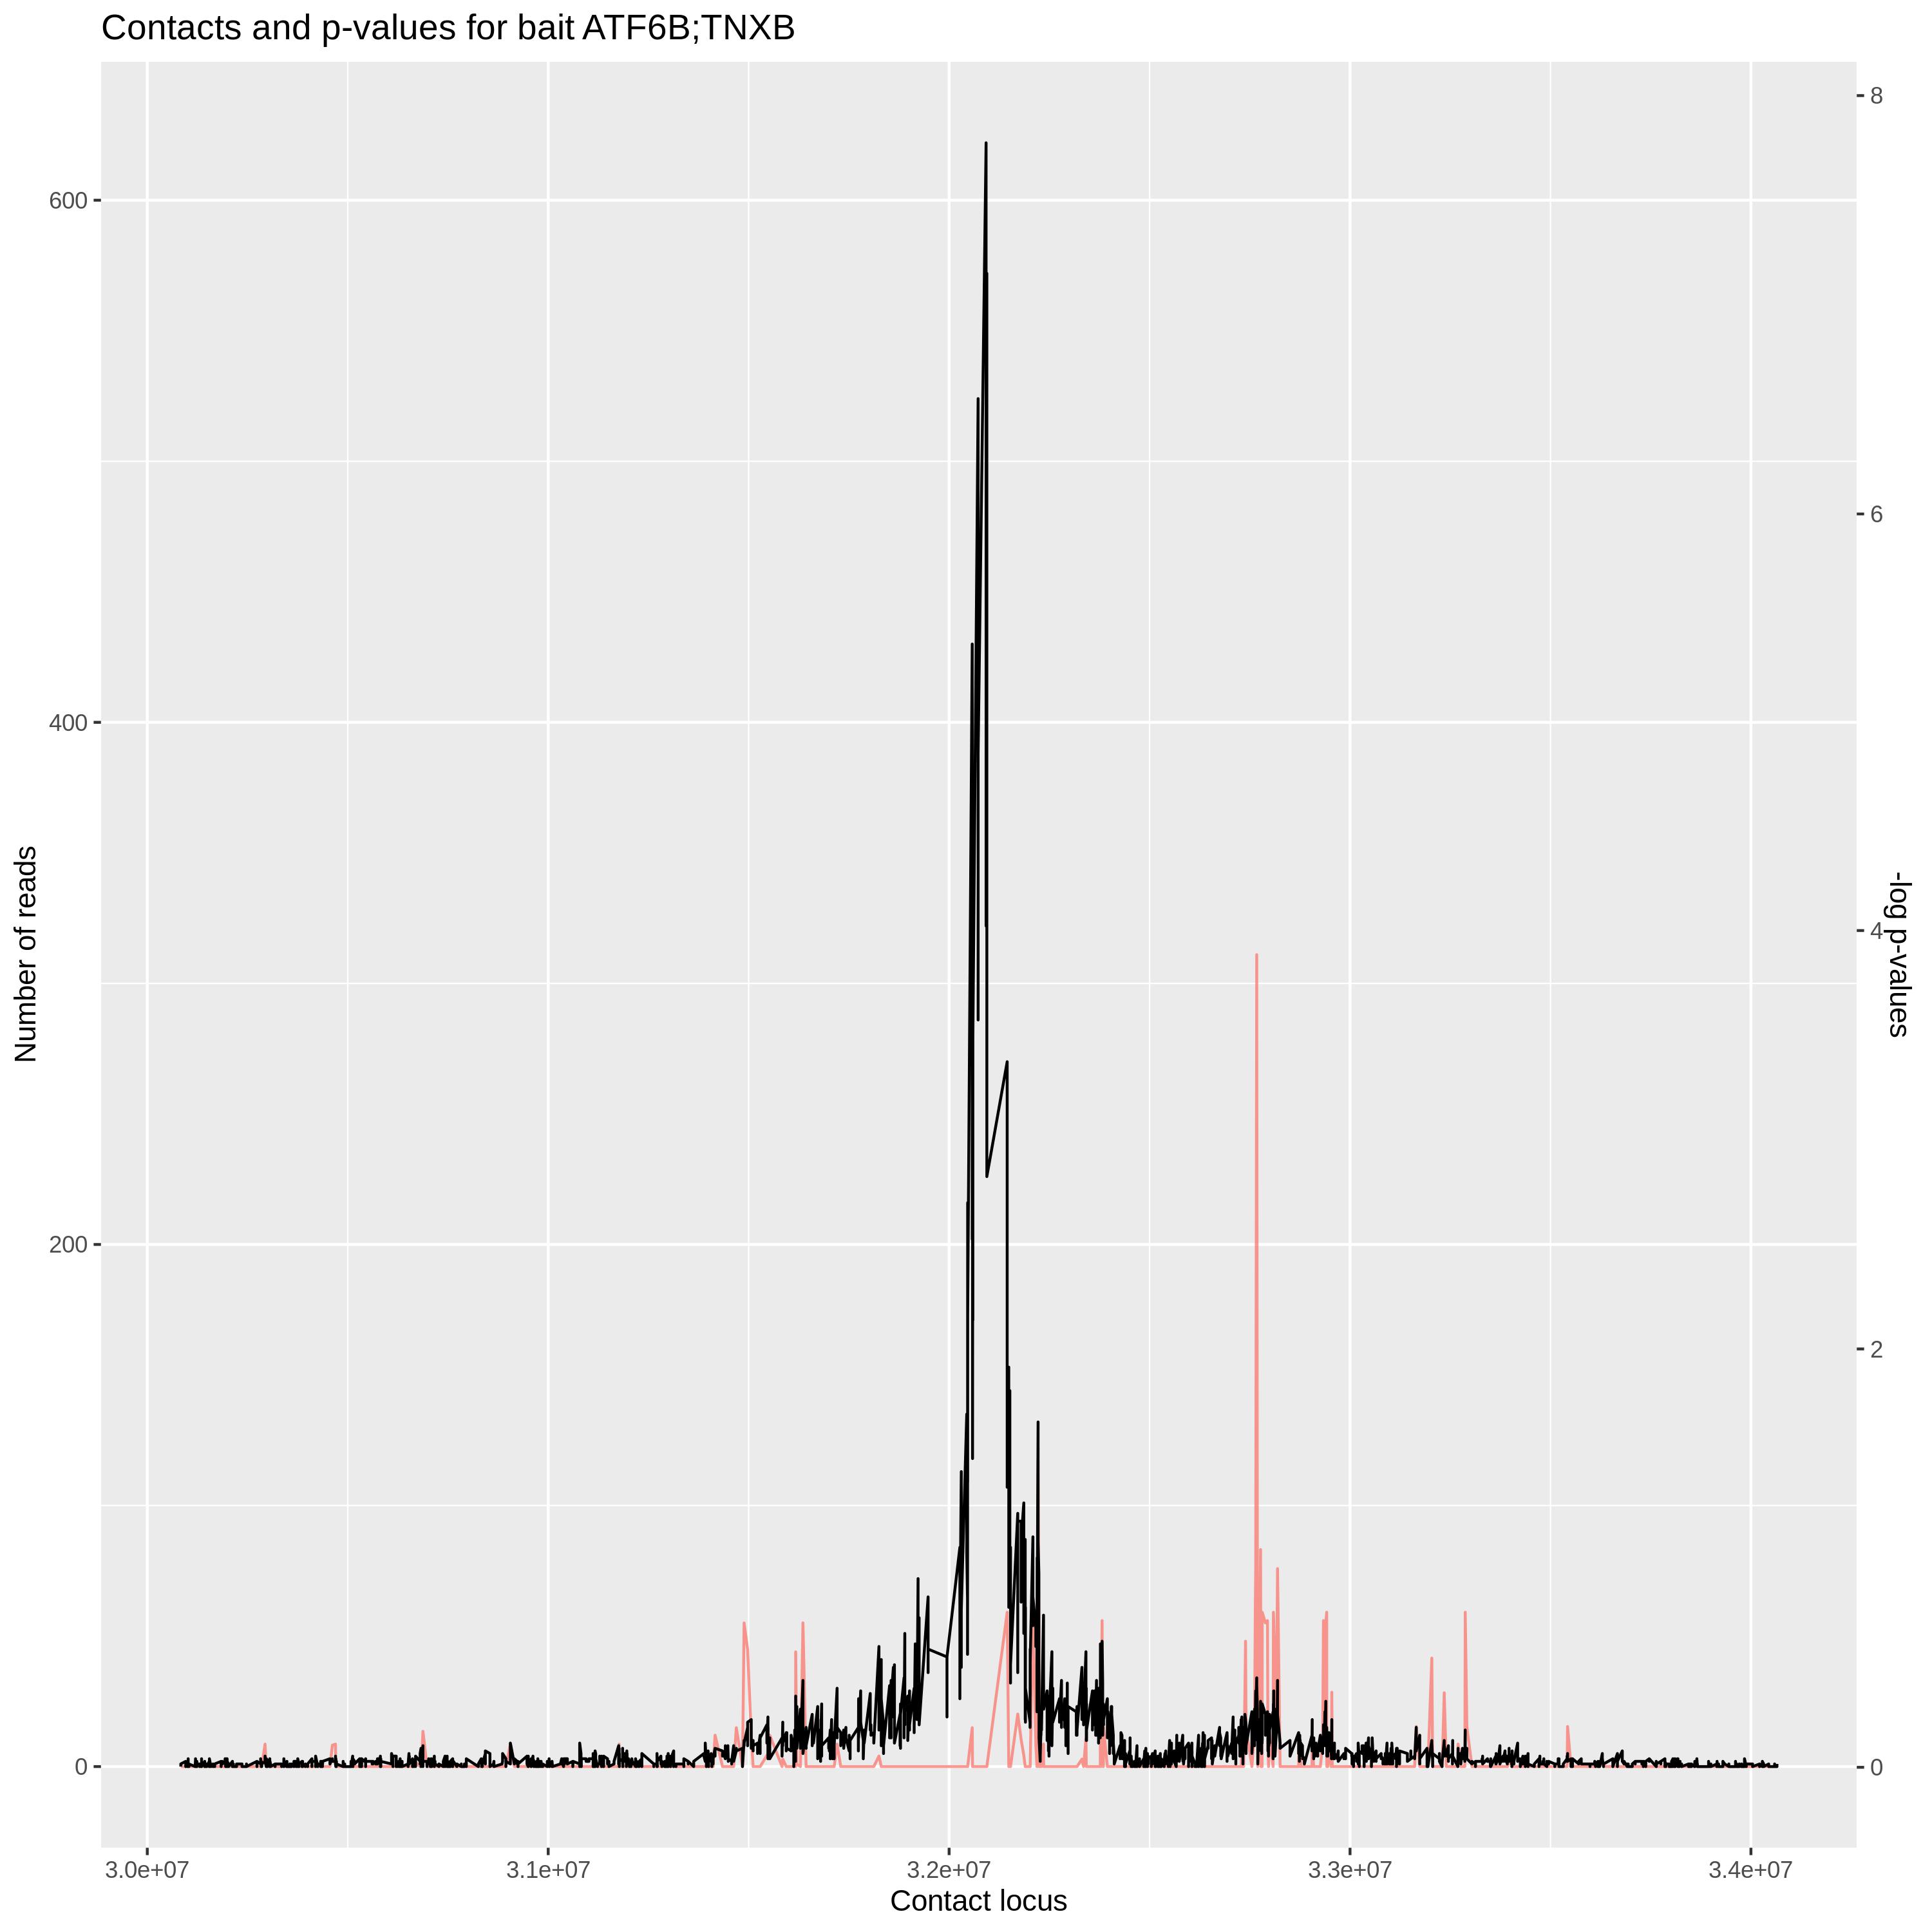 Contacts and p-values for bait ATF6B;TNXB
Number of reads
600
400
200
0
8
6
4
2
0
-log p-values
3.0e+07
3.1e+07
3.2e+07
3.3e+07
3.4e+07
Contact locus